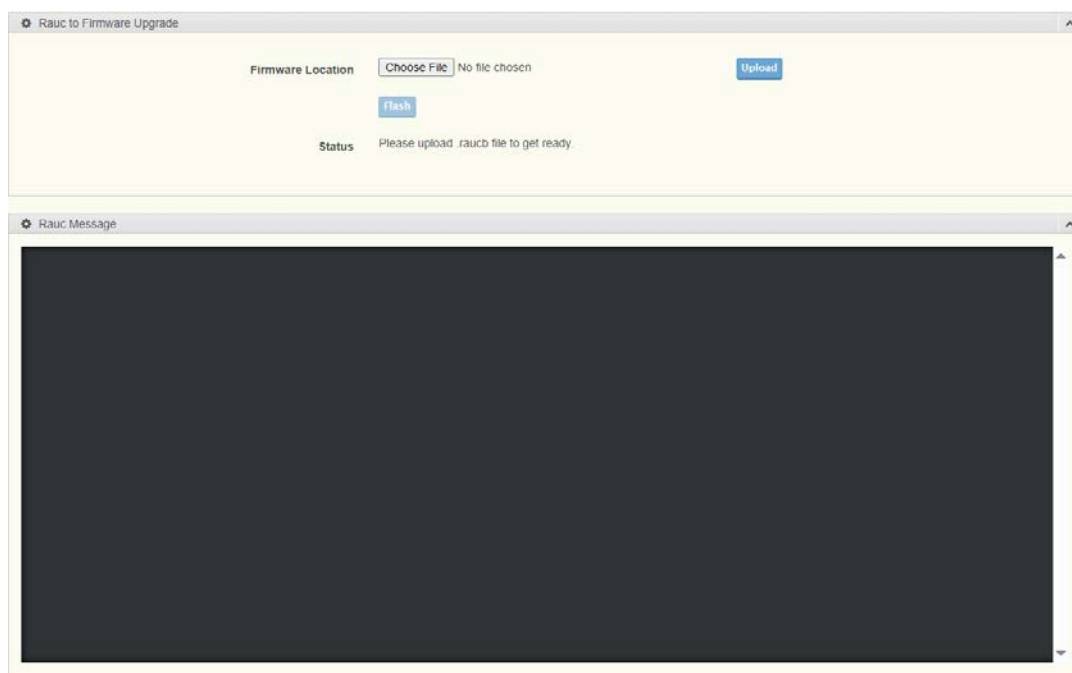 Rauc to Firmware Upgrade
Firmware Location Choose File No file chosen Upload
Flash
Status Please upload .raucb file to get ready.
Rauc Message